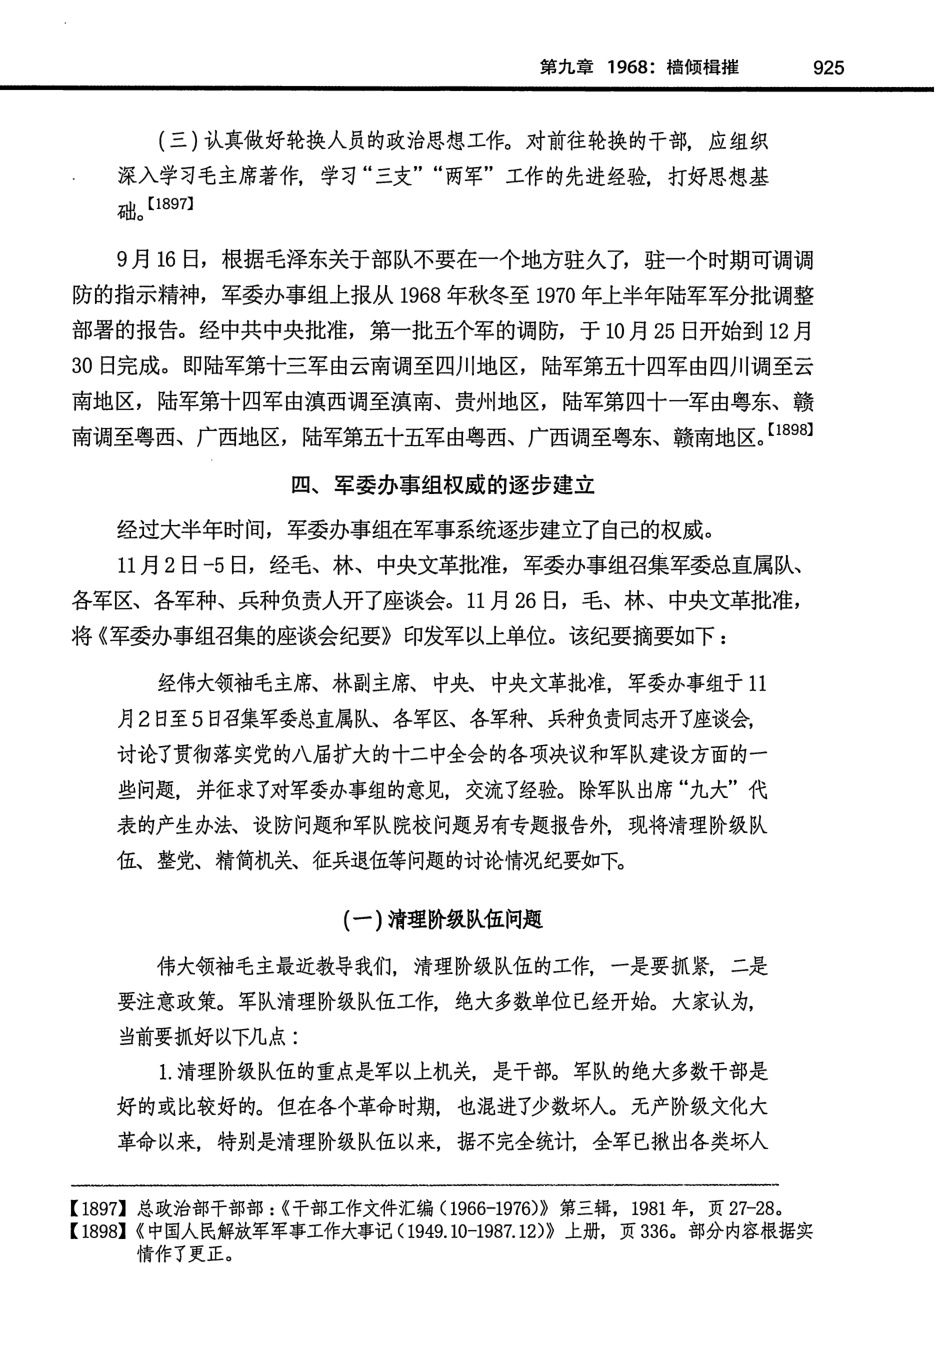 第九章 1968：檣倾楫摧 925
（三）认真做好轮换人员的政治思想工作。对前往轮换的干部，应组织
深入学习毛主席著作，学习“三支”“两军”工作的先进经验，打好思想基
础。【1897】
9月16日，根据毛泽东关于部队不要在一个地方驻久了，驻一个时期可调调
防的指示精神，军委办事组上报从1968年秋冬至1970年上半年陆军军分批调整
部署的报告。经中共中央批准，第一批五个军的调防，于10月25日开始到12月
30日完成。即陆军第十三军由云南调至四川地区，陆军第五十四军由四川调至云
南地区，陆军第十四军由滇西调至滇南、贵州地区，陆军第四十一军由粤东、赣
南调至粤西、广西地区，陆军第五十五军由粤西、广西调至粤东、赣南地区。【1898】
四、军委办事组权威的逐步建立
经过大半年时间，军委办事组在军事系统逐步建立了自己的权威。
11月2日-5日，经毛、林、中央文革批准，军委办事组召集军委总直属队、
各军区、各军种、兵种负责人开了座谈会。11月26日，毛、林、中央文革批准，
将《军委办事组召集的座谈会纪要》印发军以上单位。该纪要摘要如下：
经伟大领袖毛主席、林副主席、中央、中央文革批准，军委办事组于11
月2日至5日召集军委总直属队、各军区、各军种、兵种负责同志开了座谈会，
讨论了贯彻落实党的八届扩大的十二中全会的各项决议和军队建设方面的一
些问题，并征求了对军委办事组的意见，交流了经验。除军队出席“九大”代
表的产生办法、设防问题和军队院校问题另有专题报告外，现将清理阶级队
伍、整党、精简机关、征兵退伍等问题的讨论情况纪要如下。
（一）清理阶级队伍问题
伟大领袖毛主最近教导我们，清理阶级队伍的工作，一是要抓紧，二是
要注意政策。军队清理阶级队伍工作，绝大多数单位已经开始。大家认为，
当前要抓好以下几点：
1.清理阶级队伍的重点是军以上机关，是干部。军队的绝大多数干部是
好的或比较好的。但在各个革命时期，也混进了少数坏人。无产阶级文化大
革命以来，特别是清理阶级队伍以来，据不完全统计，全军已揪出各类坏人
【1897】总政治部干部部：《干部工作文件汇编（1966-1976）》第三辑，1981年，页27-28。
【1898】《中国人民解放军军事工作大事记（1949.10-1987.12）》上册，页336。部分内容根据实
情作了更正。